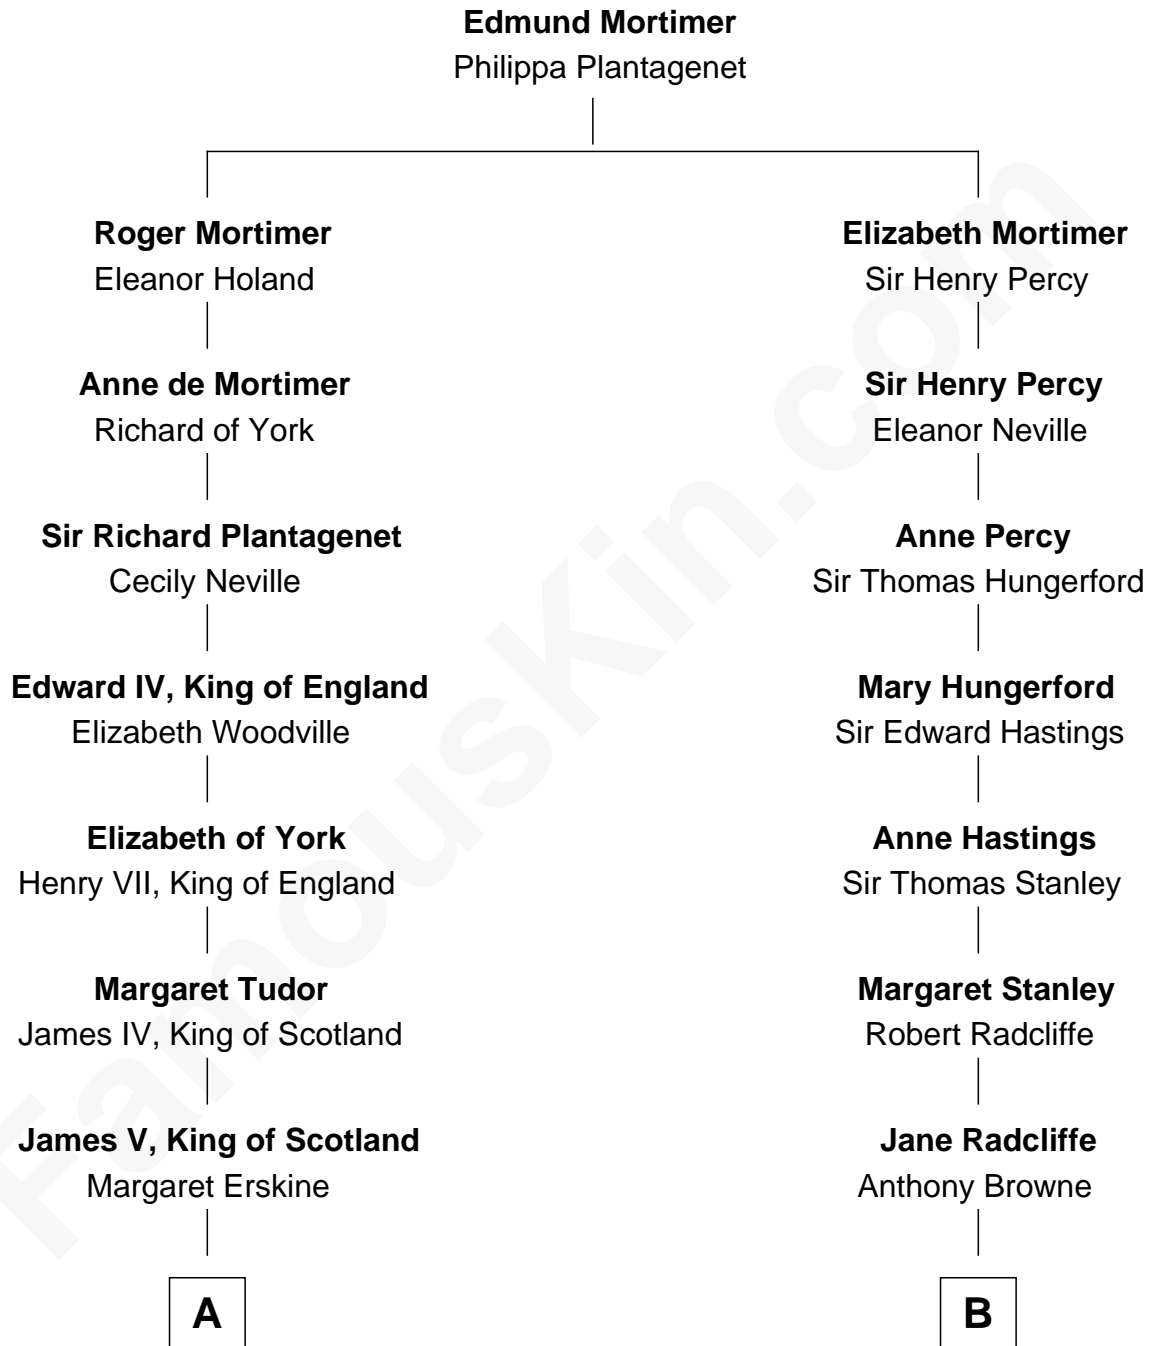 Edmund Mortimer
Philippa Plantagenet
Roger Mortimer
Eleanor Holand
Elizabeth Mortimer
Sir Henry Percy
Anne de Mortimer
Richard of York
Sir Henry Percy
Eleanor Neville
Sir Richard Plantagenet
Cecily Neville
Anne Percy
Sir Thomas Hungerford
Edward IV, King of England
Elizabeth Woodville
Mary Hungerford
Sir Edward Hastings
Elizabeth of York
Henry VII, King of England
Anne Hastings
Sir Thomas Stanley
Margaret Tudor
James IV, King of Scotland
Margaret Stanley
Robert Radcliffe
James V, King of Scotland
Margaret Erskine
Jane Radcliffe
Anthony Browne
A
B
FamousKin.com